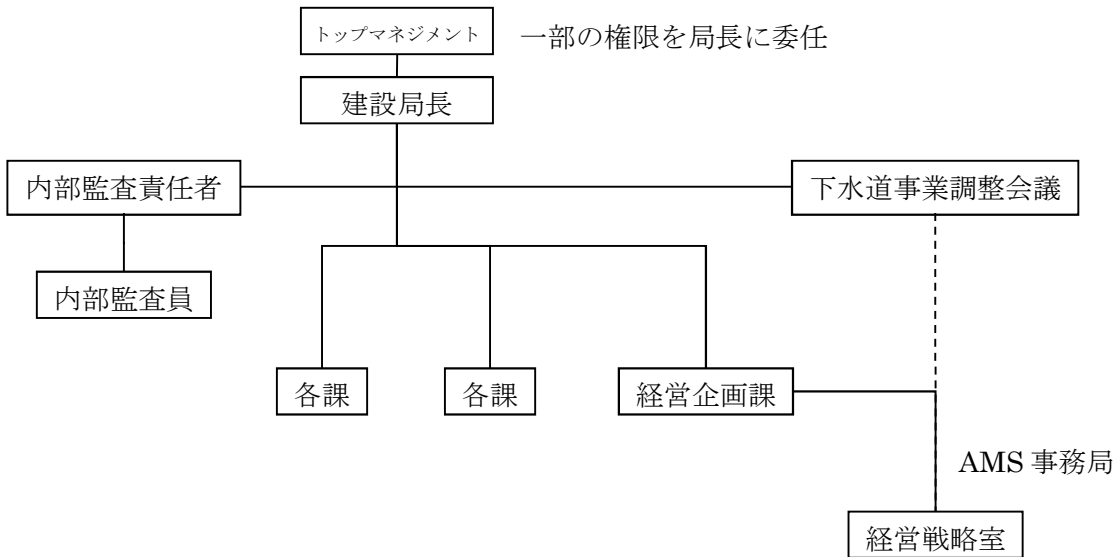 トップマネジメント
一部の権限を局長に委任
建設局長
内部監査責任者
下水道事業調整会議
内部監査員
各課
各課
経営企画課
AMS 事務局
経営戦略室